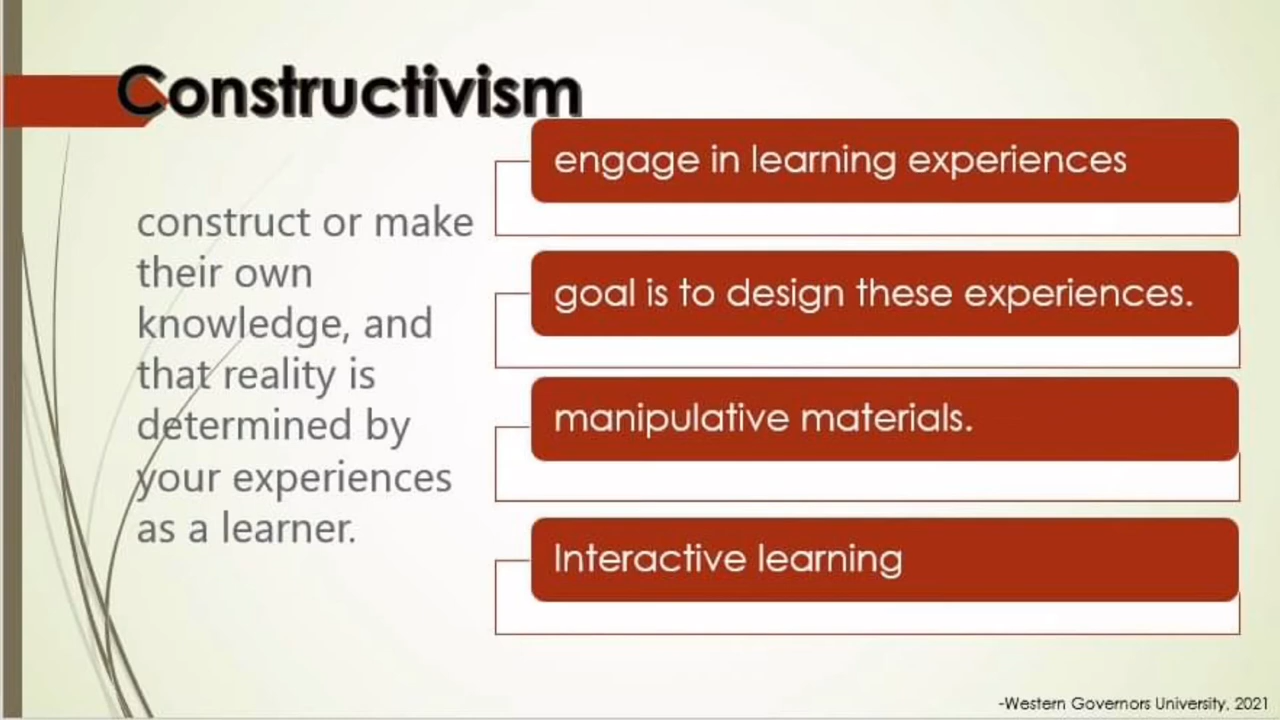 Constructivism
construct or make
their own
knowledge, and
that reality is
determined by
your experiences
as a learner.
engage in learning experiences
goal is to design these experiences.
manipulative materials.
Interactive learning
-Western Governors University, 2021